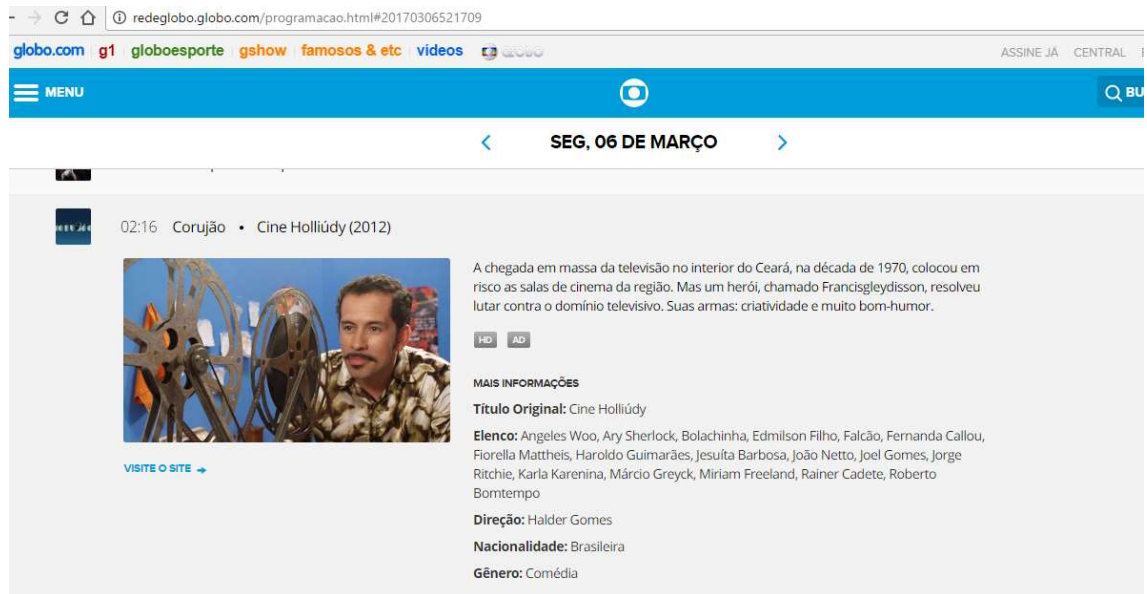 redeglobo.globo.com/programacao.html#20170306521709
globo.com g1 globoesporte gshow famosos & etc vídeos GLOBO ASSINE JÁ CENTRAL
MENU BU
SEG, 06 DE MARÇO
02:16 Corujão • Cine Holliúdy (2012)
A chegada em massa da televisão no interior do Ceará, na década de 1970, colocou em
risco as salas de cinema da região. Mas um herói, chamado Francisgleydisson, resolveu
lutar contra o domínio televisivo. Suas armas: criatividade e muito bom-humor.
HD AD
MAIS INFORMAÇÕES
Título Original: Cine Holliúdy
Elenco: Angeles Woo, Ary Sherlock, Bolachinha, Edmilson Filho, Falcão, Fernanda Callou,
Fiorella Mattheis, Haroldo Guimarães, Jesuíta Barbosa, João Netto, Joel Gomes, Jorge
Ritchie, Karla Karenina, Márcio Greyck, Miriam Freeland, Rainer Cadete, Roberto
Bomtempo
VISITE O SITE →
Direção: Halder Gomes
Nacionalidade: Brasileira
Gênero: Comédia